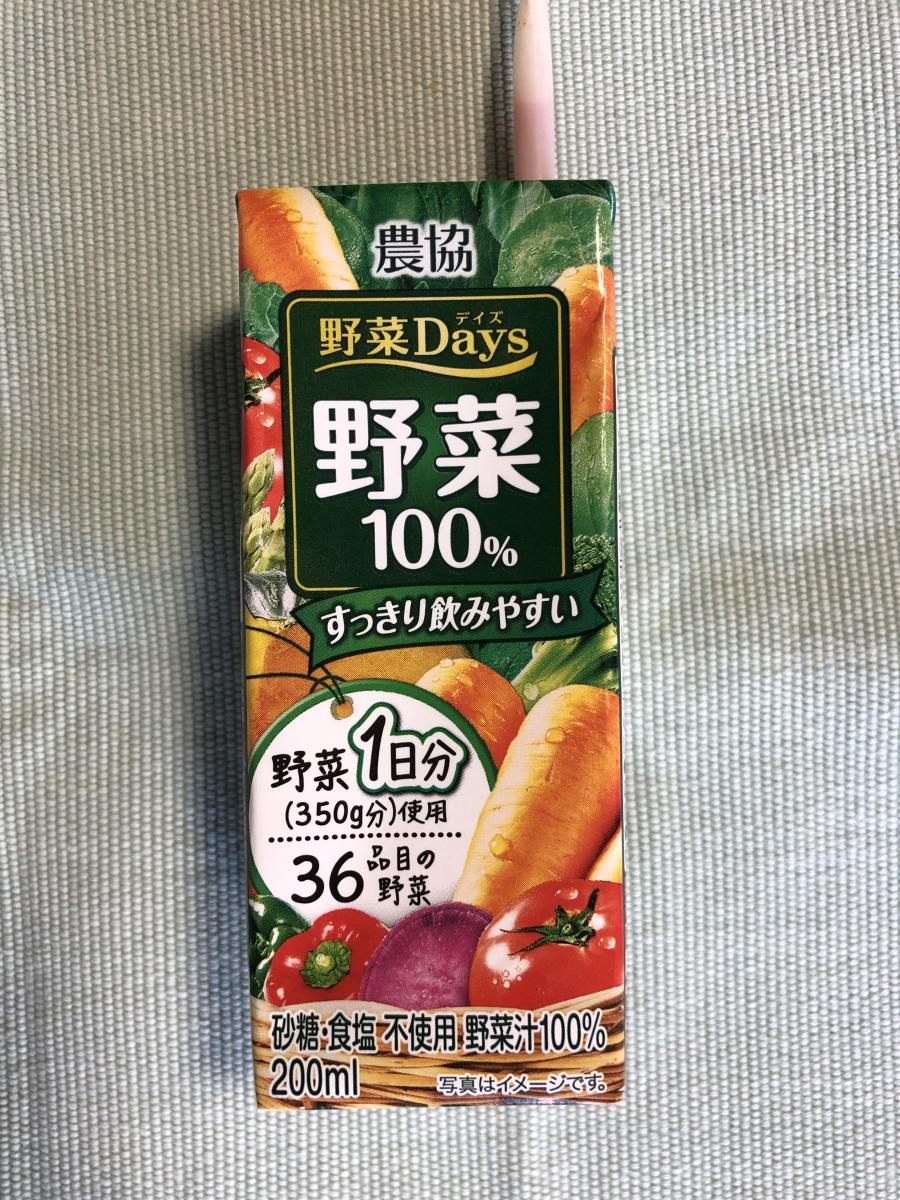 農協
デイズ
野菜Days
野菜
100%
すっきり飲みやすい
野菜1日分
(350g分)使用
36品目の
野菜
砂糖・食塩 不使用 野菜汁100%
200ml
写真はイメージです。